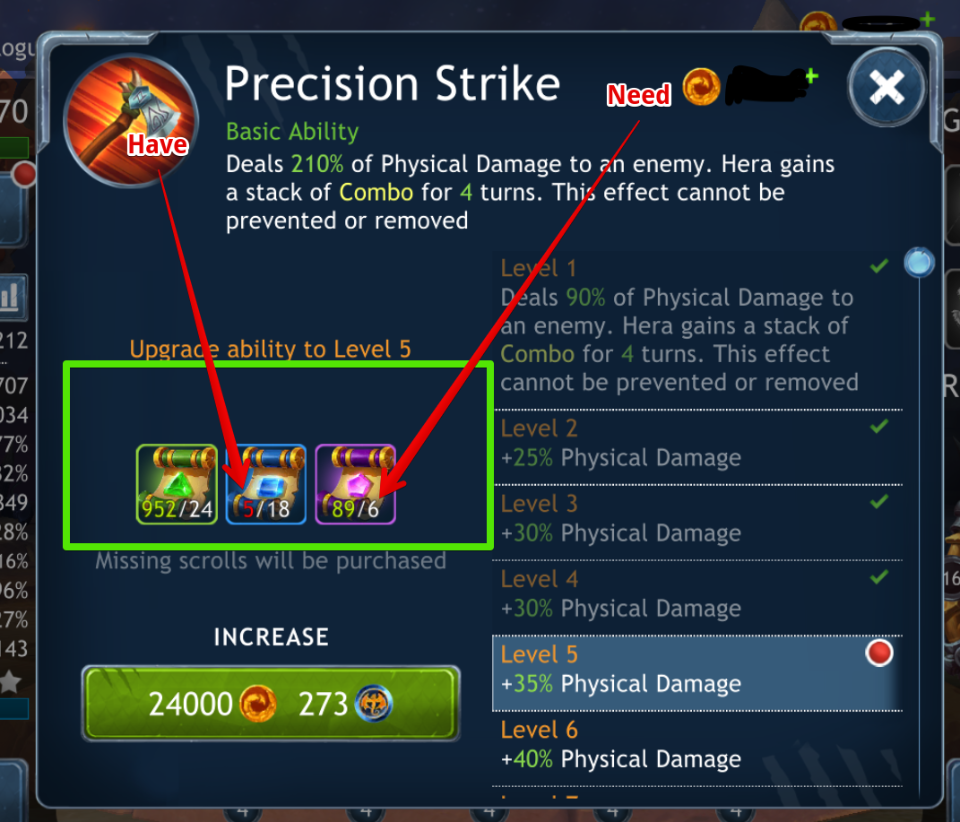 Precision Strike
Need
Basic Ability
Have
Deals 210% of Physical Damage to an enemy. Hera gains
a stack of Combo for 4 turns. This effect cannot be
prevented or removed
Upgrade ability to Level 5
952/24
5/18
89/6
Missing scrolls will be purchased
INCREASE
24000
273
Level 1
Deals 90% of Physical Damage to
an enemy. Hera gains a stack of
Combo for 4 turns. This effect
cannot be prevented or removed
Level 2
+25% Physical Damage
Level 3
+30% Physical Damage
Level 4
+30% Physical Damage
Level 5
+35% Physical Damage
Level 6
+40% Physical Damage